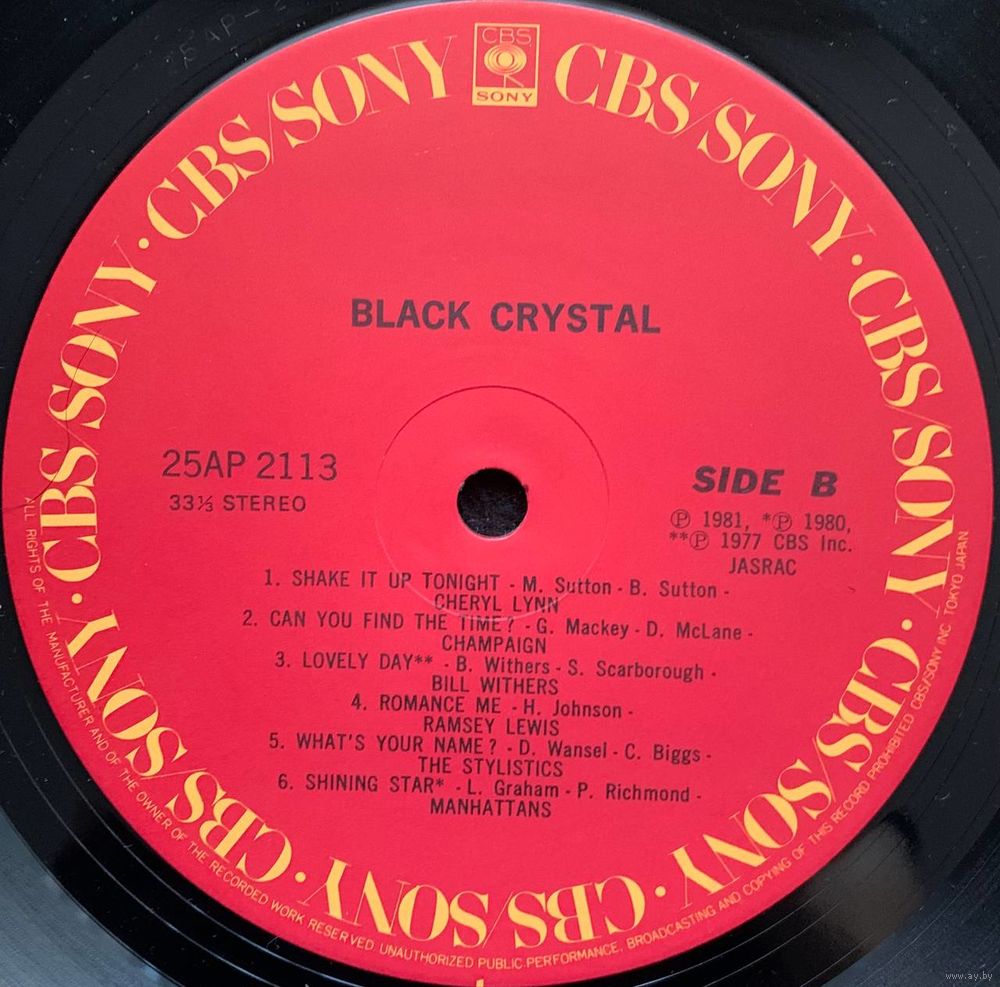 CBS
SONY
CBS/SONY · CBS/SONY · CBS/SONY · CBS/SONY · CBS/SONY · CBS/SONY · CBS/SONY · CBS/SONY · CBS/SONY · CBS/SONY
BLACK CRYSTAL
25AP 2113
33⅓ STEREO
SIDE B
Ⓟ 1981, *Ⓟ 1980,
**Ⓟ 1977 CBS Inc.
JASRAC
1. SHAKE IT UP TONIGHT - M. Sutton - B. Sutton -
CHERYL LYNN
2. CAN YOU FIND THE TIME? - G. Mackey - D. McLane -
CHAMPAIGN
3. LOVELY DAY** - B. Withers - S. Scarborough -
BILL WITHERS
4. ROMANCE ME - H. Johnson -
RAMSEY LEWIS
5. WHAT'S YOUR NAME? - D. Wansel - C. Biggs -
THE STYLISTICS
6. SHINING STAR* - L. Graham - P. Richmond -
MANHATTANS
ALL RIGHTS OF THE MANUFACTURER AND OF THE OWNER OF THE RECORDED WORK RESERVED. UNAUTHORIZED PUBLIC PERFORMANCE, BROADCASTING AND COPYING OF THIS RECORD PROHIBITED CBS/SONY INC. TOKYO JAPAN
www.ay.by